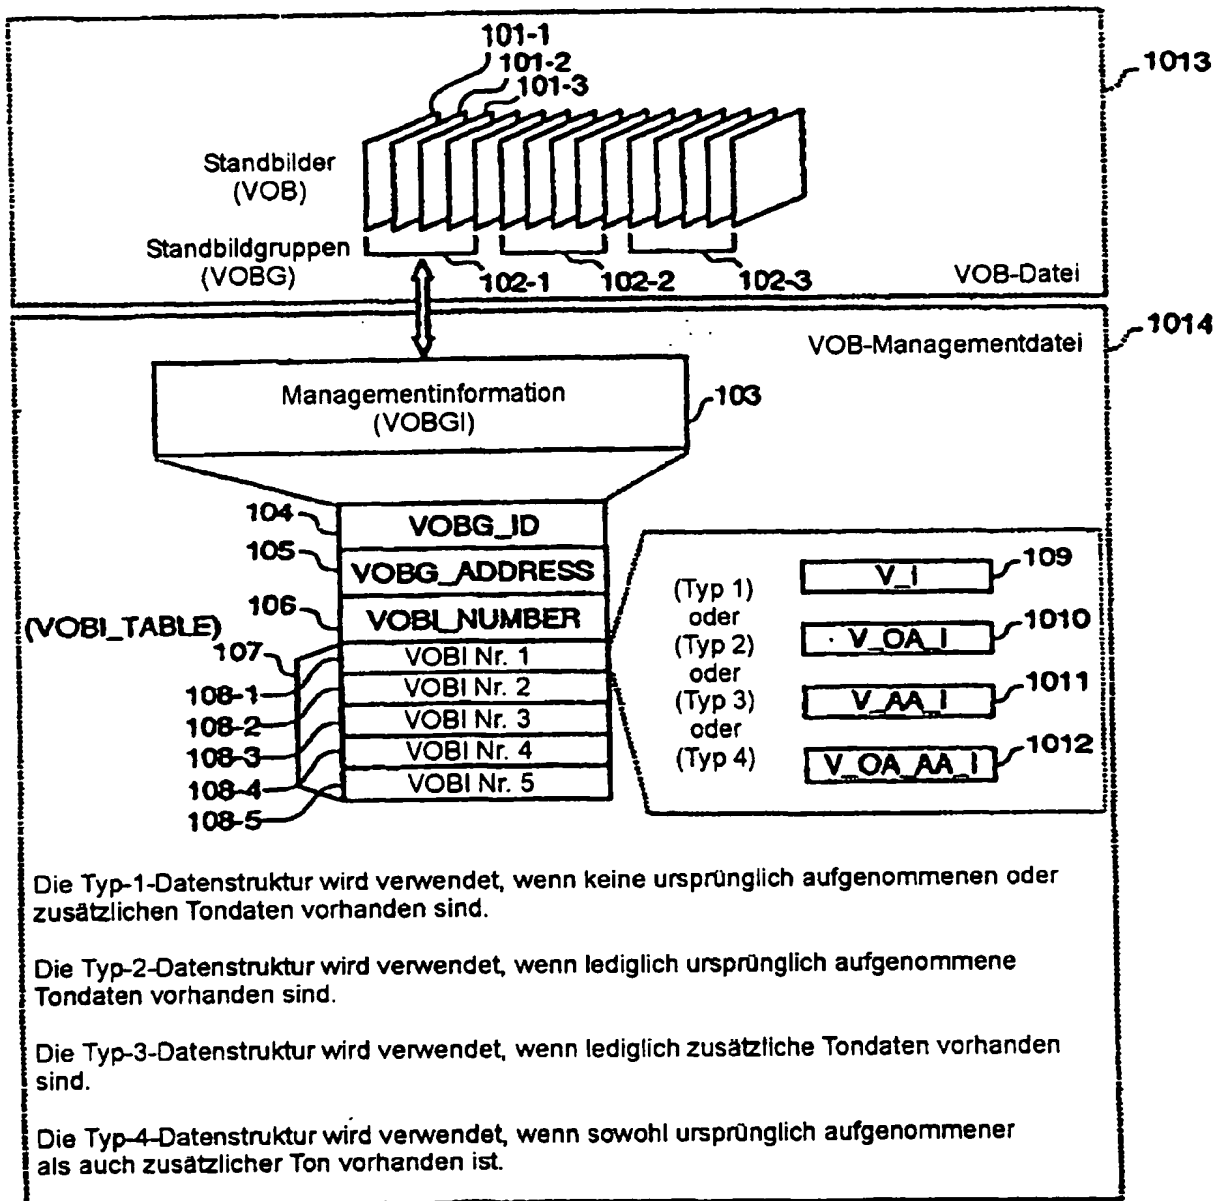 101-1
101-2
101-3
1013
Standbilder
(VOB)
Standbildgruppen
(VOBG)
102-1
102-2
102-3
VOB-Datei
1014
VOB-Managementdatei
Managementinformation
(VOBGI)
103
104
VOBG_ID
105
VOBG_ADDRESS
106
VOBI_NUMBER
(VOBI_TABLE)
107
VOBI Nr. 1
108-1
VOBI Nr. 2
108-2
VOBI Nr. 3
108-3
VOBI Nr. 4
108-4
VOBI Nr. 5
108-5
(Typ 1)
oder
(Typ 2)
oder
(Typ 3)
oder
(Typ 4)
V_I
109
V_OA_I
1010
V_AA_I
1011
V_OA_AA_I
1012
Die Typ-1-Datenstruktur wird verwendet, wenn keine ursprünglich aufgenommenen oder
zusätzlichen Tondaten vorhanden sind.
Die Typ-2-Datenstruktur wird verwendet, wenn lediglich ursprünglich aufgenommene
Tondaten vorhanden sind.
Die Typ-3-Datenstruktur wird verwendet, wenn lediglich zusätzliche Tondaten vorhanden
sind.
Die Typ-4-Datenstruktur wird verwendet, wenn sowohl ursprünglich aufgenommener
als auch zusätzlicher Ton vorhanden ist.